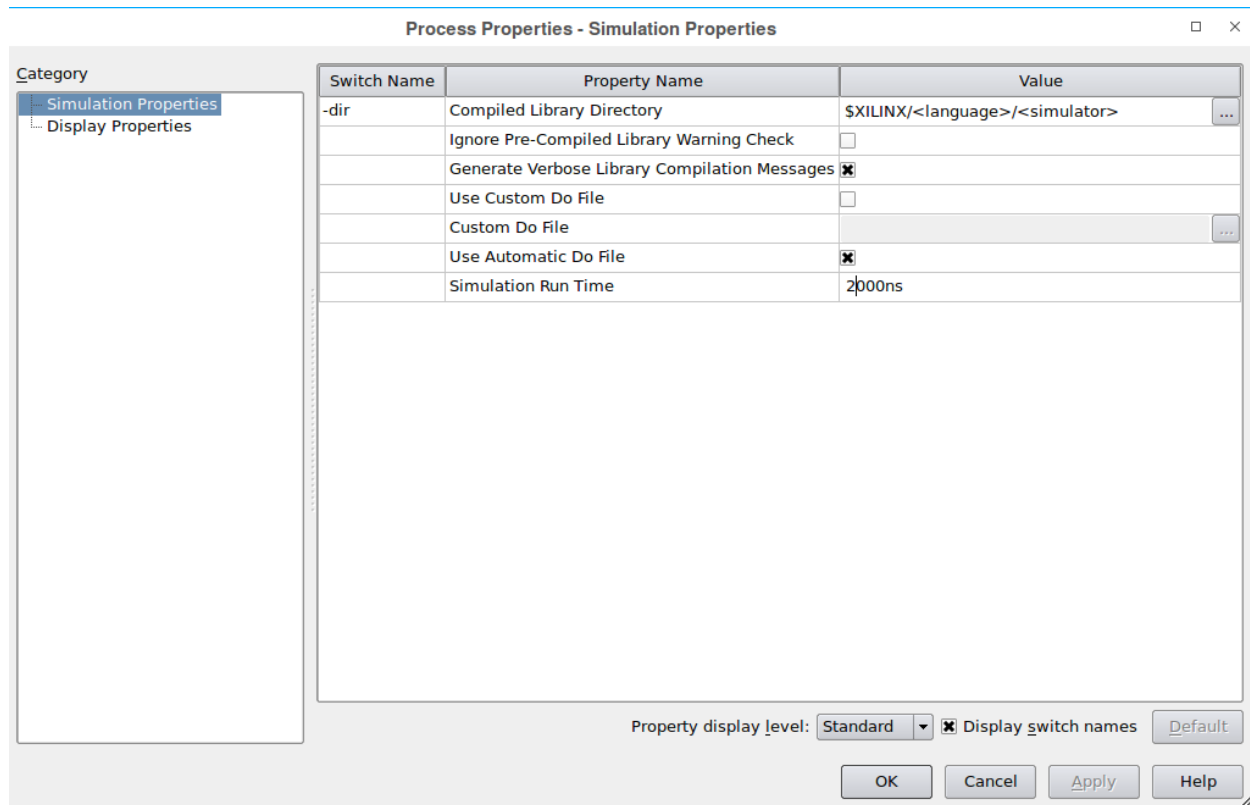 Process Properties - Simulation Properties
Category
Simulation Properties
Display Properties
Switch Name Property Name Value
-dir Compiled Library Directory $XILINX/<language>/<simulator> ...
Ignore Pre-Compiled Library Warning Check
Generate Verbose Library Compilation Messages
Use Custom Do File
Custom Do File ...
Use Automatic Do File
Simulation Run Time 2000ns
Property display level: Standard Display switch names Default
OK Cancel Apply Help